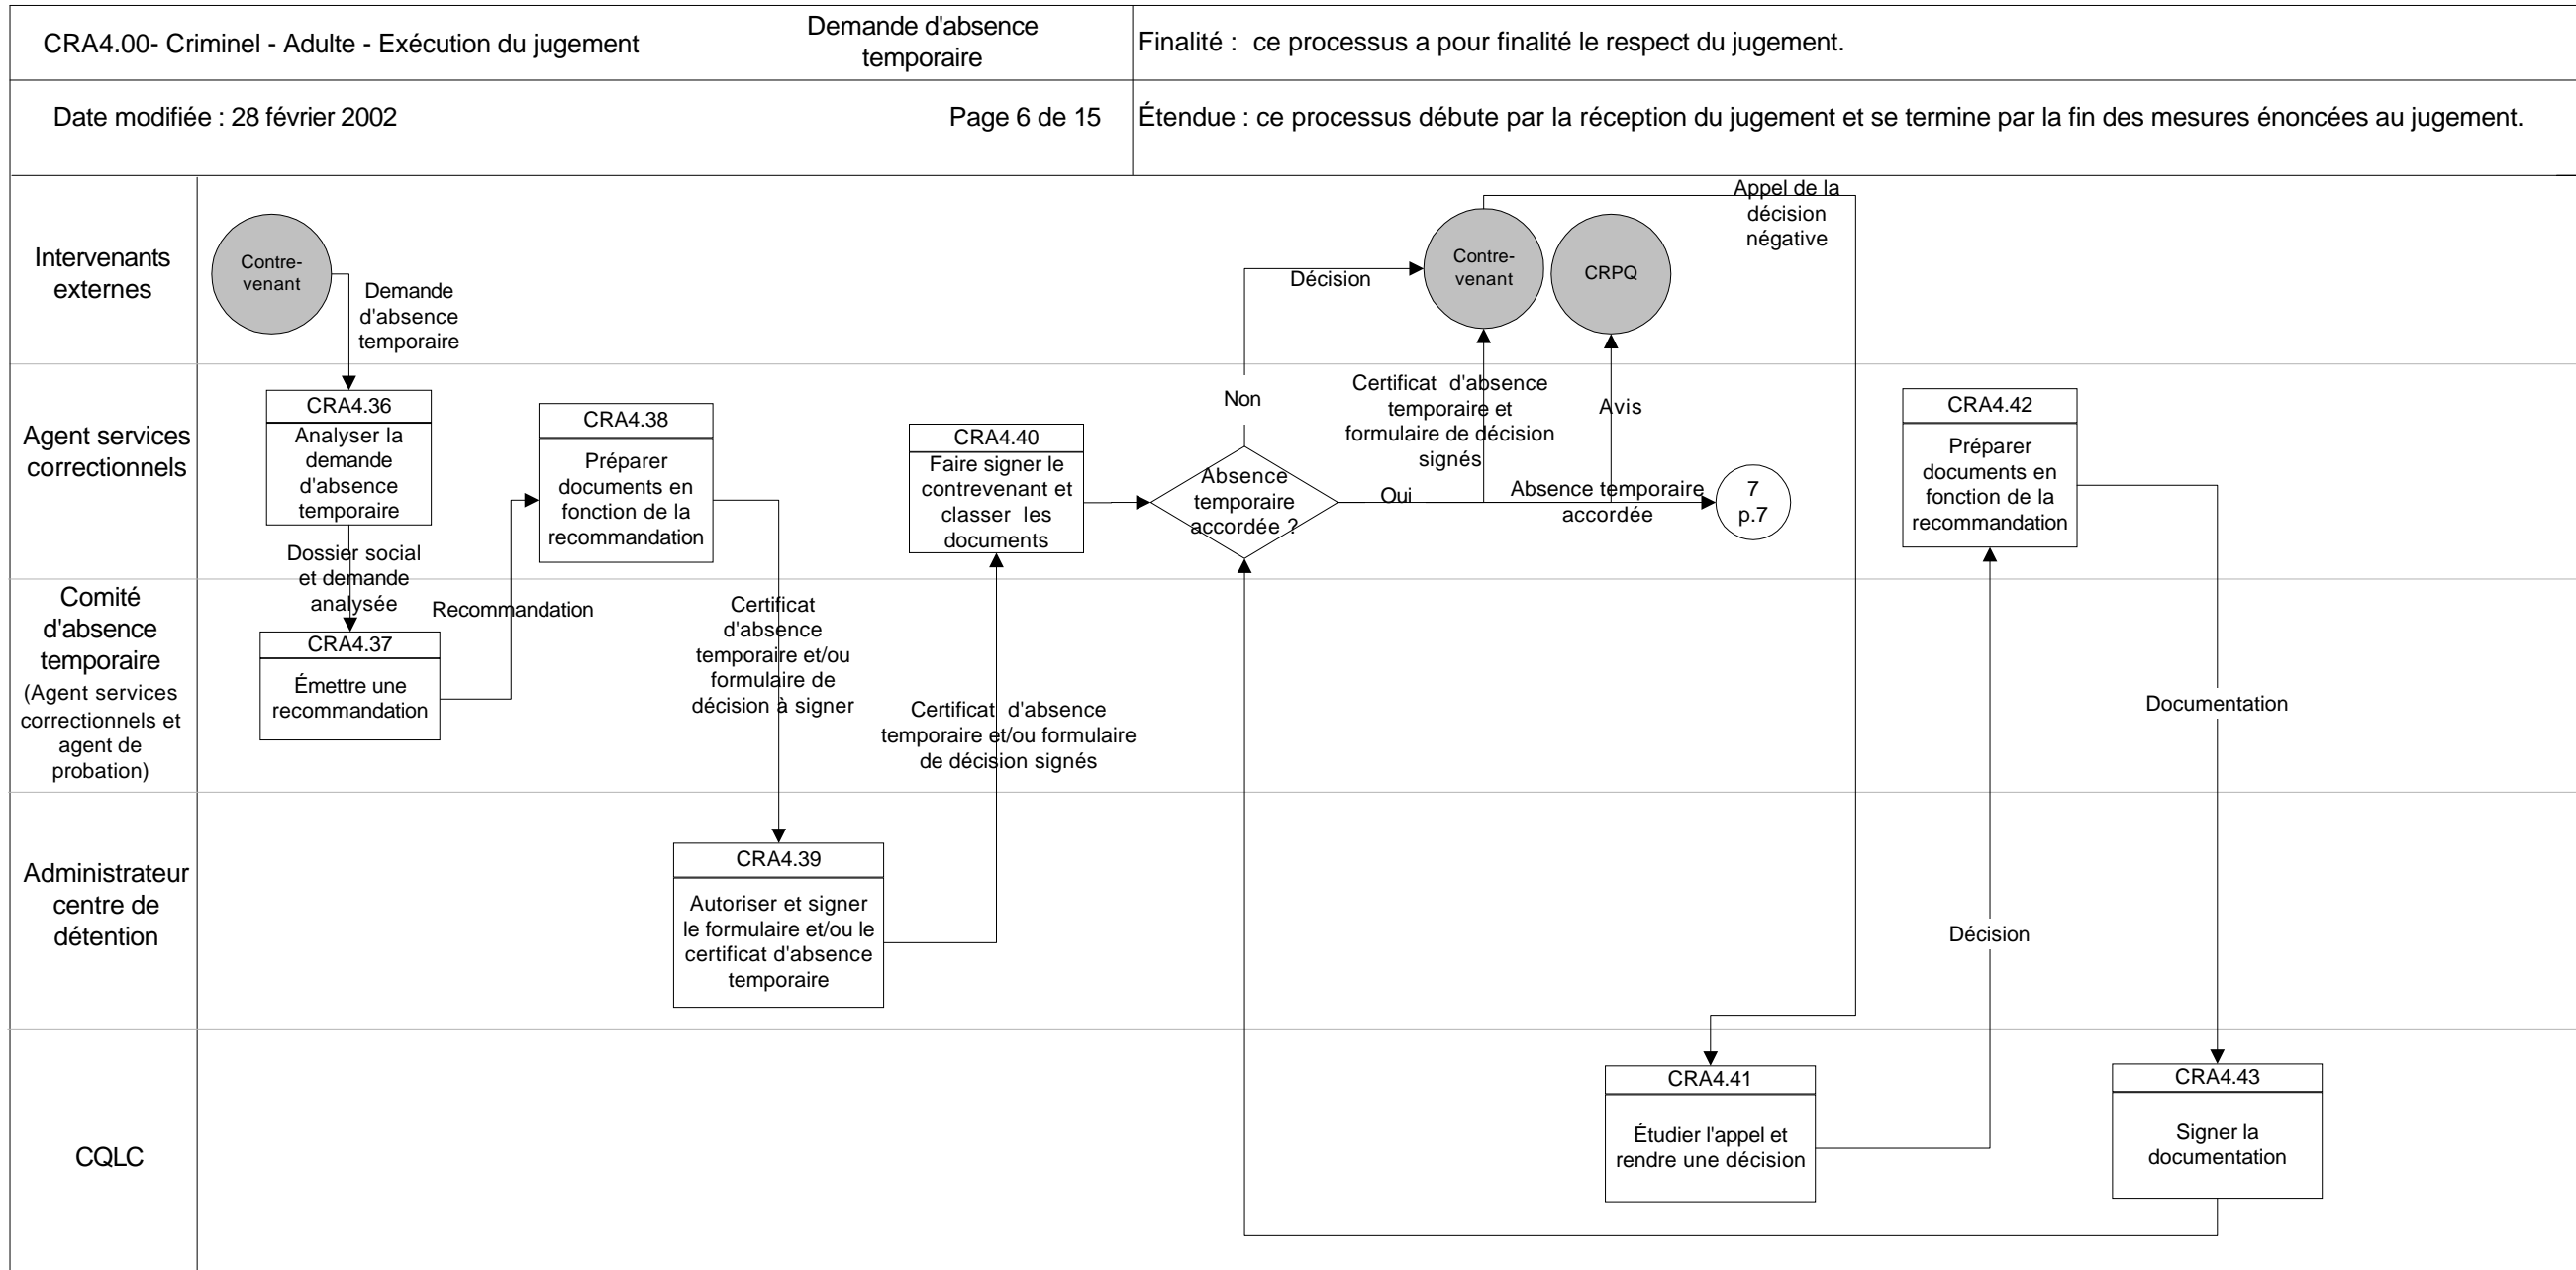 CRA4.00- Criminel - Adulte - Exécution du jugement
Demande d'absence
temporaire
Finalité : ce processus a pour finalité le respect du jugement.
Date modifiée : 28 février 2002
Page 6 de 15
Étendue : ce processus débute par la réception du jugement et se termine par la fin des mesures énoncées au jugement.
Intervenants
externes
Contre-
venant
Demande
d'absence
temporaire
Décision
Contre-
venant
CRPQ
Appel de la
décision
négative
Agent services
correctionnels
CRA4.36
Analyser la
demande
d'absence
temporaire
Dossier social
et demande
analysée
CRA4.38
Préparer
documents en
fonction de la
recommandation
CRA4.40
Faire signer le
contrevenant et
classer les
documents
Non
Absence
temporaire
accordée ?
Oui
Certificat d'absence
temporaire et
formulaire de décision
signés
Avis
Absence temporaire
accordée
7
p.7
CRA4.42
Préparer
documents en
fonction de la
recommandation
Comité
d'absence
temporaire
(Agent services
correctionnels et
agent de
probation)
CRA4.37
Émettre une
recommandation
Recommandation
Certificat
d'absence
temporaire et/ou
formulaire de
décision à signer
Certificat d'absence
temporaire et/ou formulaire
de décision signés
Documentation
Administrateur
centre de
détention
CRA4.39
Autoriser et signer
le formulaire et/ou le
certificat d'absence
temporaire
Décision
CQLC
CRA4.41
Étudier l'appel et
rendre une décision
CRA4.43
Signer la
documentation